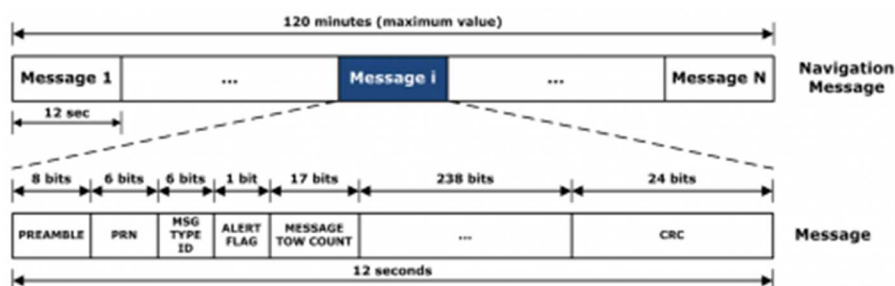 120 minutes (maximum value)
Message 1
...
Message i
...
Message N
Navigation
Message
12 sec
8 bits
6 bits
6 bits
1 bit
17 bits
238 bits
24 bits
PREAMBLE
PRN
MSG
TYPE
ID
ALERT
FLAG
MESSAGE
TOW COUNT
...
CRC
Message
12 seconds